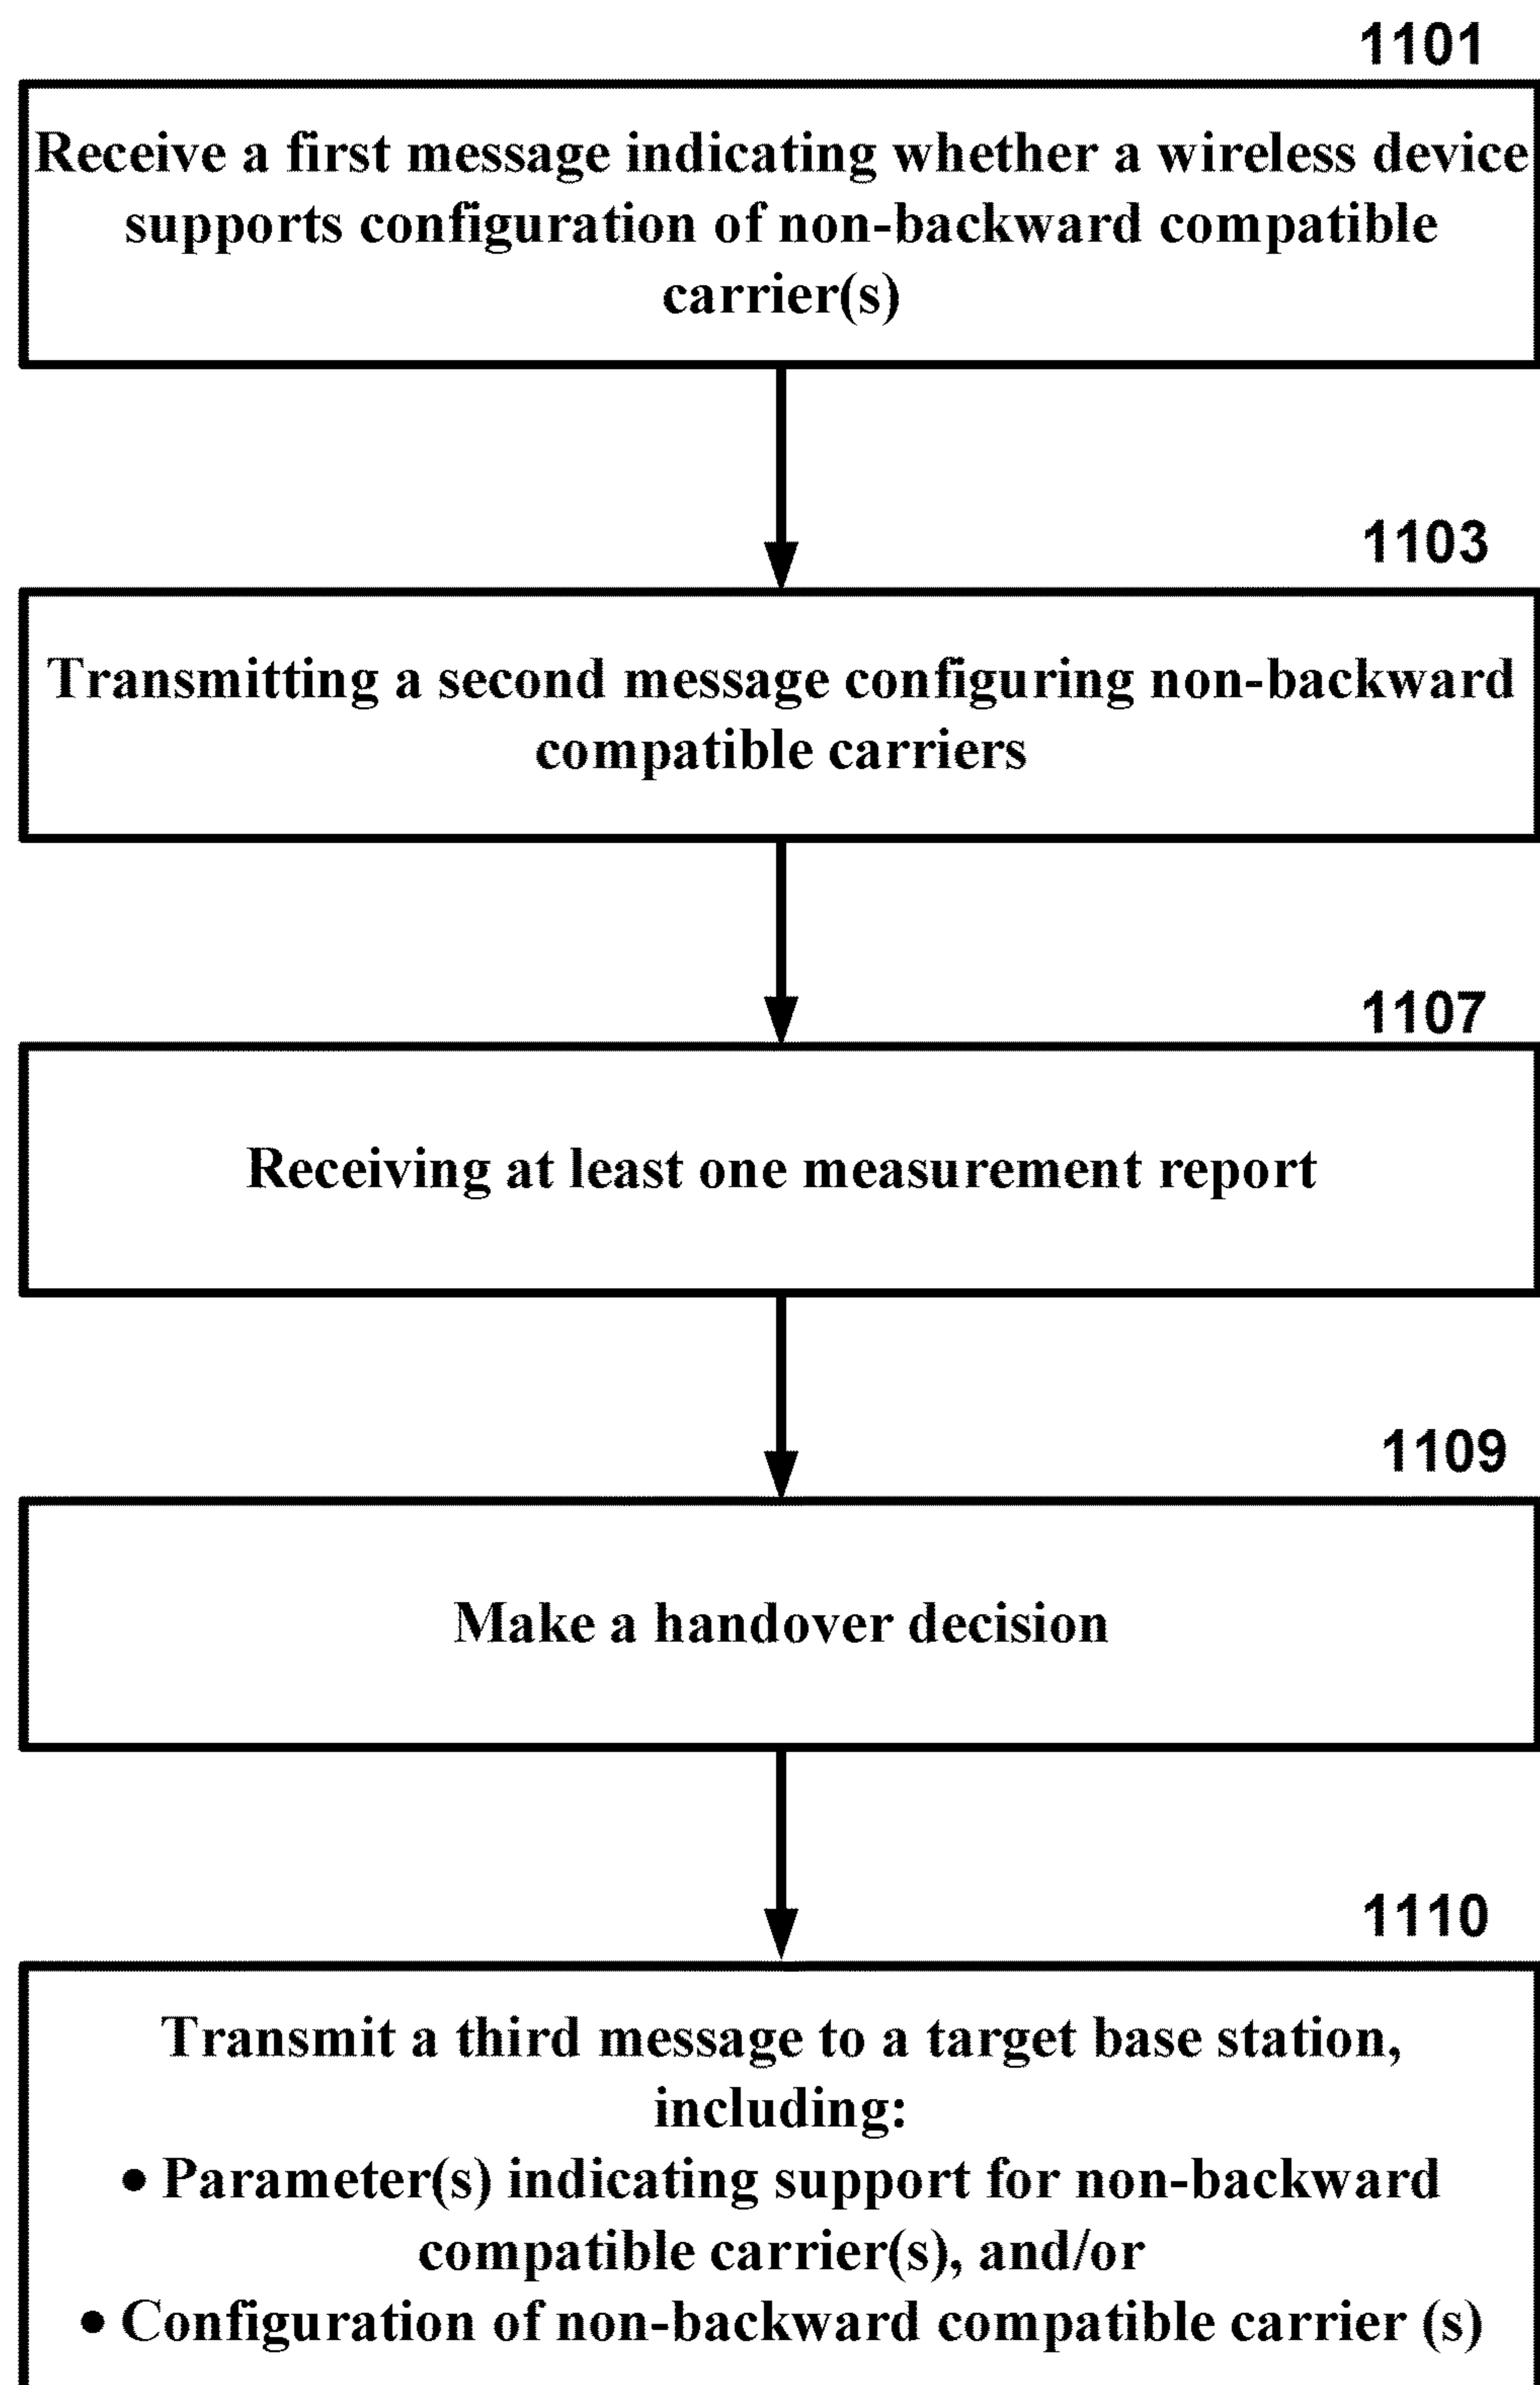 1101
Receive a first message indicating whether a wireless device
supports configuration of non-backward compatible
carrier(s)
1103
Transmitting a second message configuring non-backward
compatible carriers
1107
Receiving at least one measurement report
1109
Make a handover decision
1110
Transmit a third message to a target base station,
including:
• Parameter(s) indicating support for non-backward
compatible carrier(s), and/or
• Configuration of non-backward compatible carrier (s)